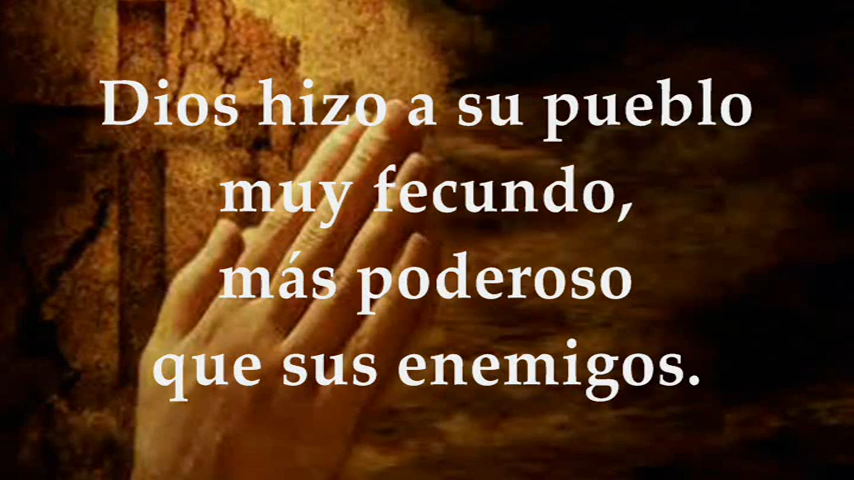 Dios hizo a su pueblo
muy fecundo,
más poderoso
que sus enemigos.